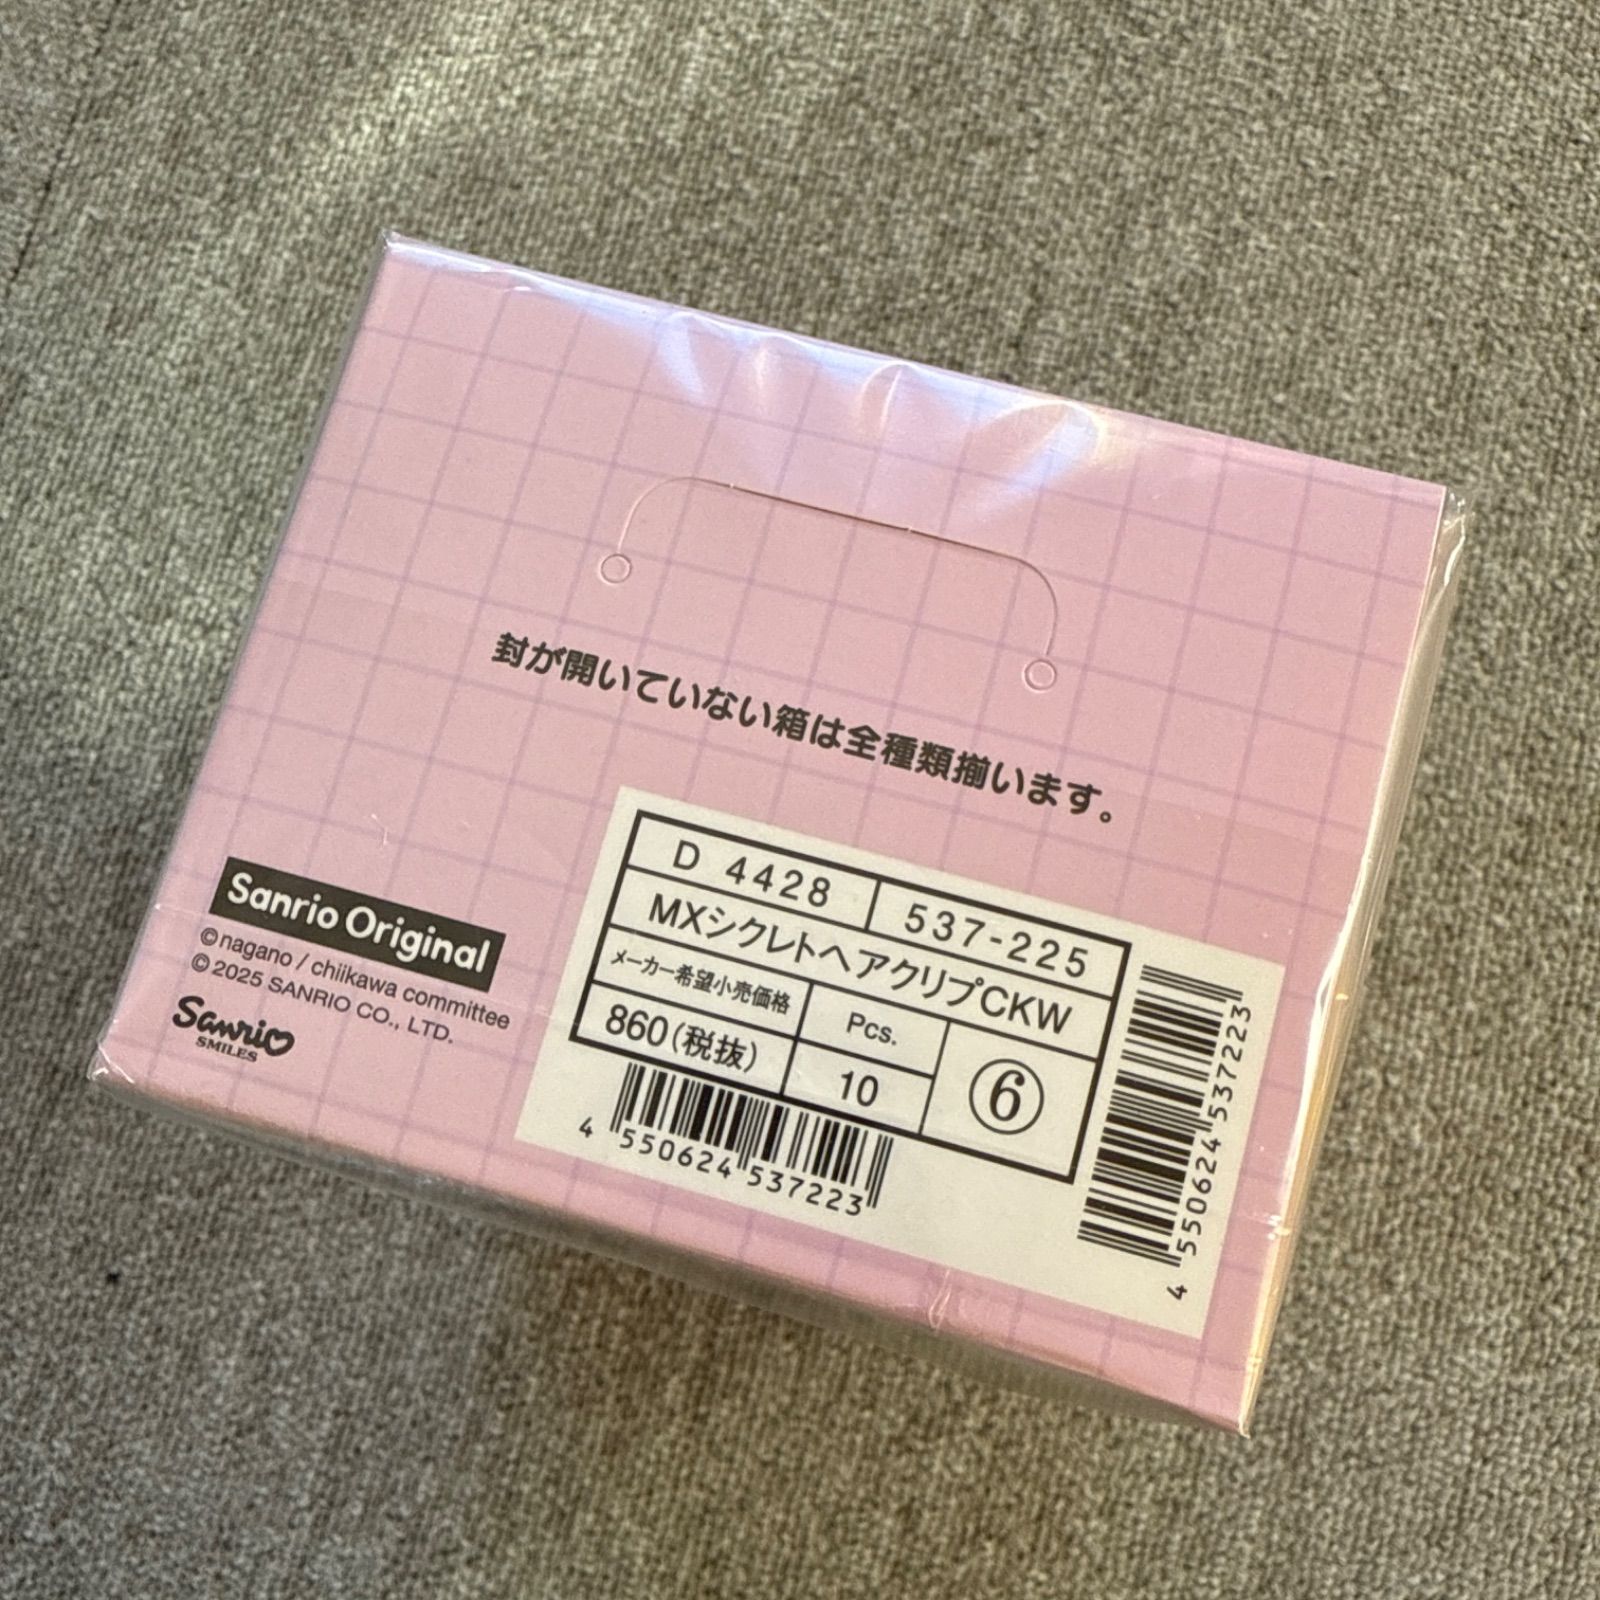 封が開いていない箱は全種類揃います。
Sanrio Original
©nagano / chiikawa committee
© 2025 SANRIO CO., LTD.
Sanrio
SMILES
D 4428 537-225
MXシクレトヘアクリプCKW
メーカー希望小売価格 Pcs. ⑥
860(税抜) 10
4 550624 537223
4 550624 537223